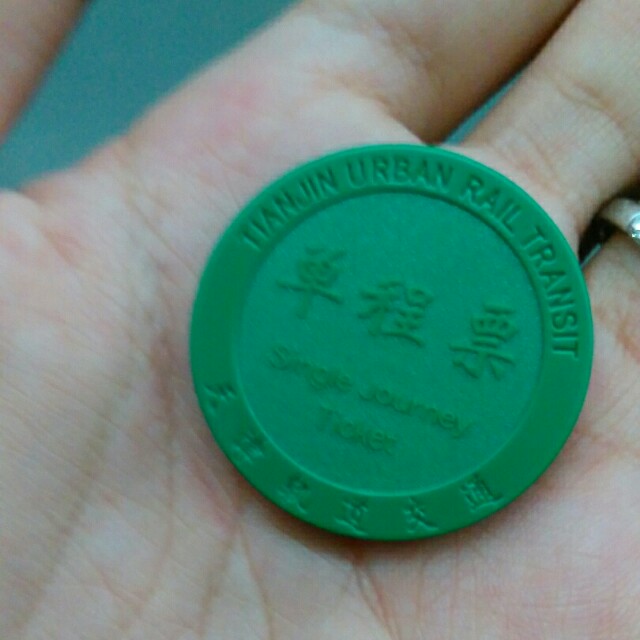 TIANJIN URBAN RAIL TRANSIT
单程票
Single Journey
Ticket
天津轨道交通